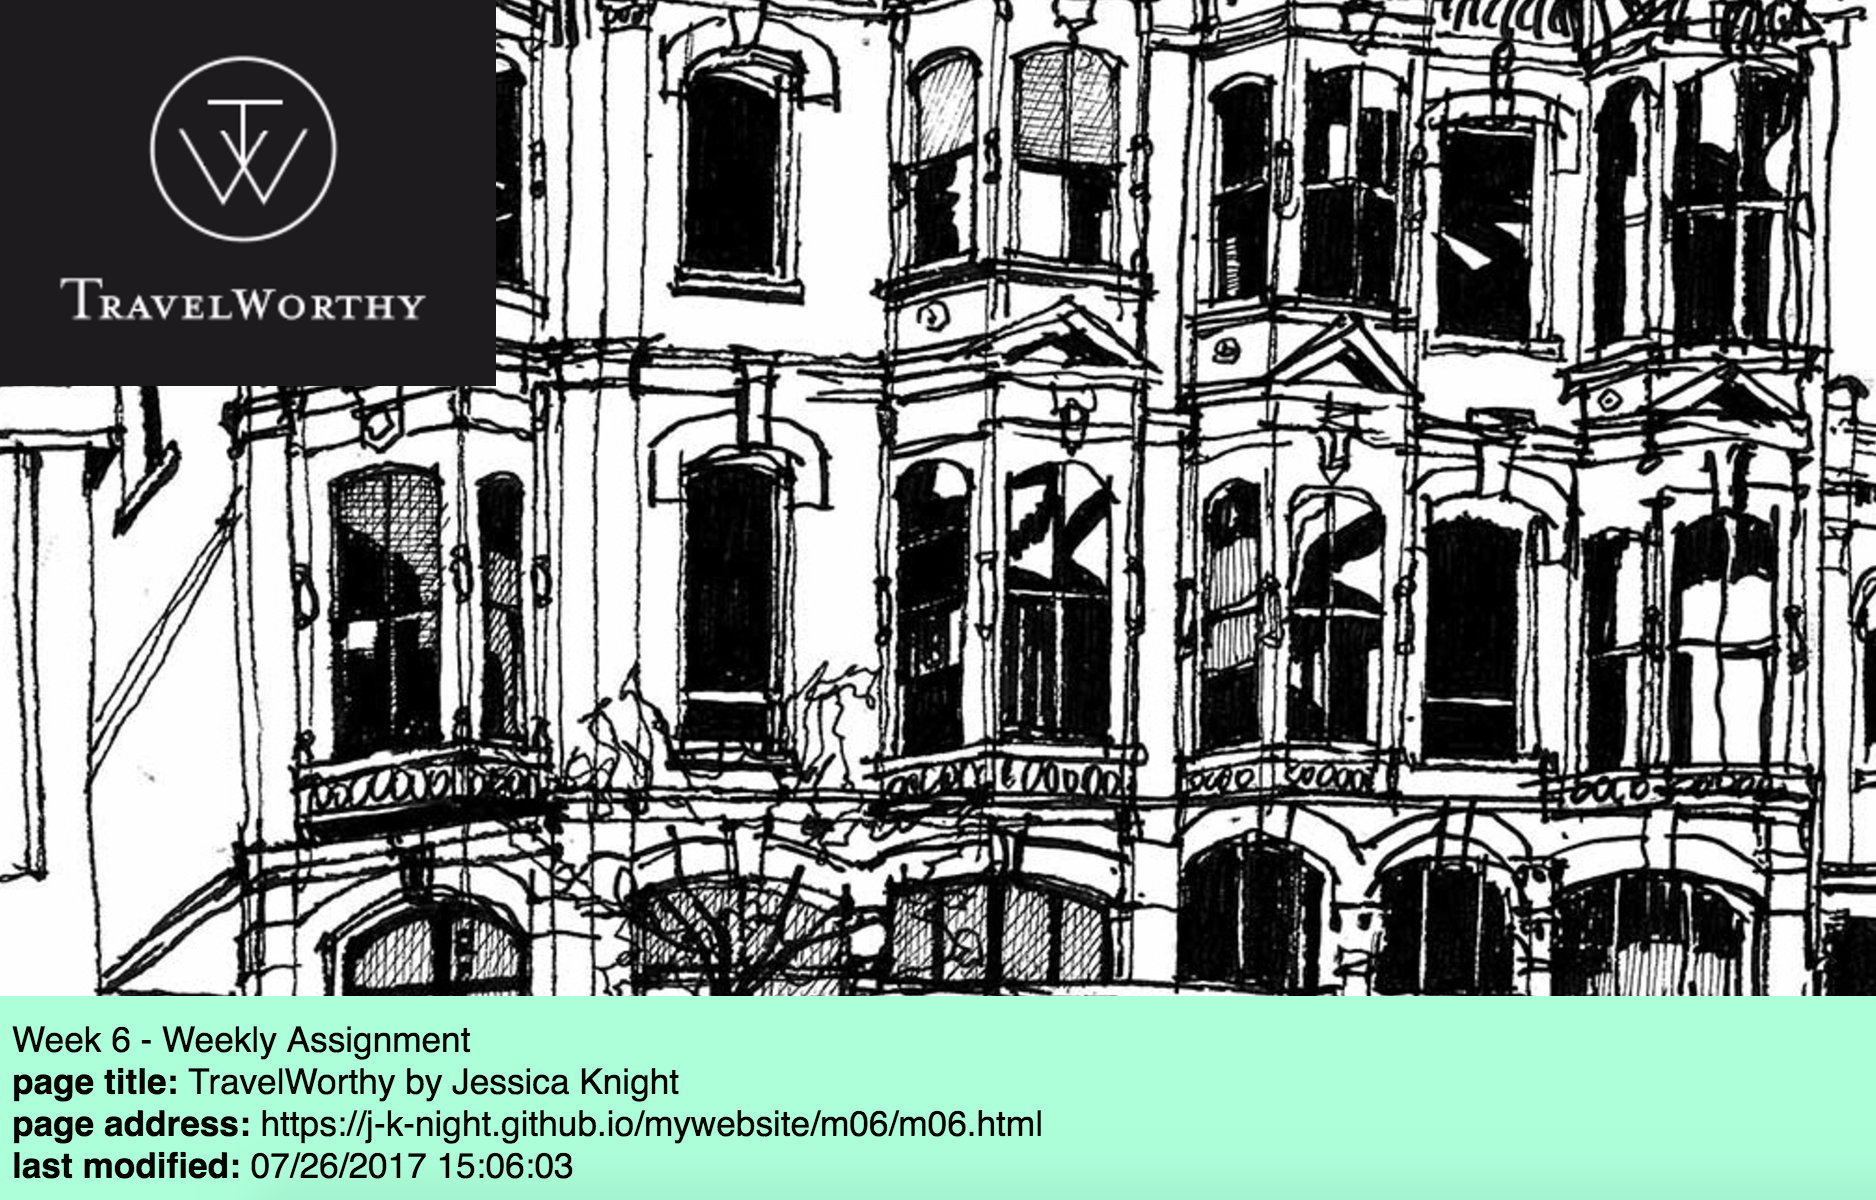 TW
TRAVELWORTHY
Week 6 - Weekly Assignment
page title: TravelWorthy by Jessica Knight
page address: https://j-k-night.github.io/mywebsite/m06/m06.html
last modified: 07/26/2017 15:06:03